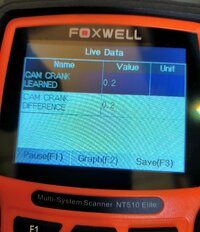 FOXWELL
Live Data
Name Value Unit
CAM CRANK
LEARNED 0.2
CAM CRANK
DIFFERENCE 0.2
Pause(F1) Graph(F2) Save(F3)
Multi-System Scanner NT510 Elite
F1